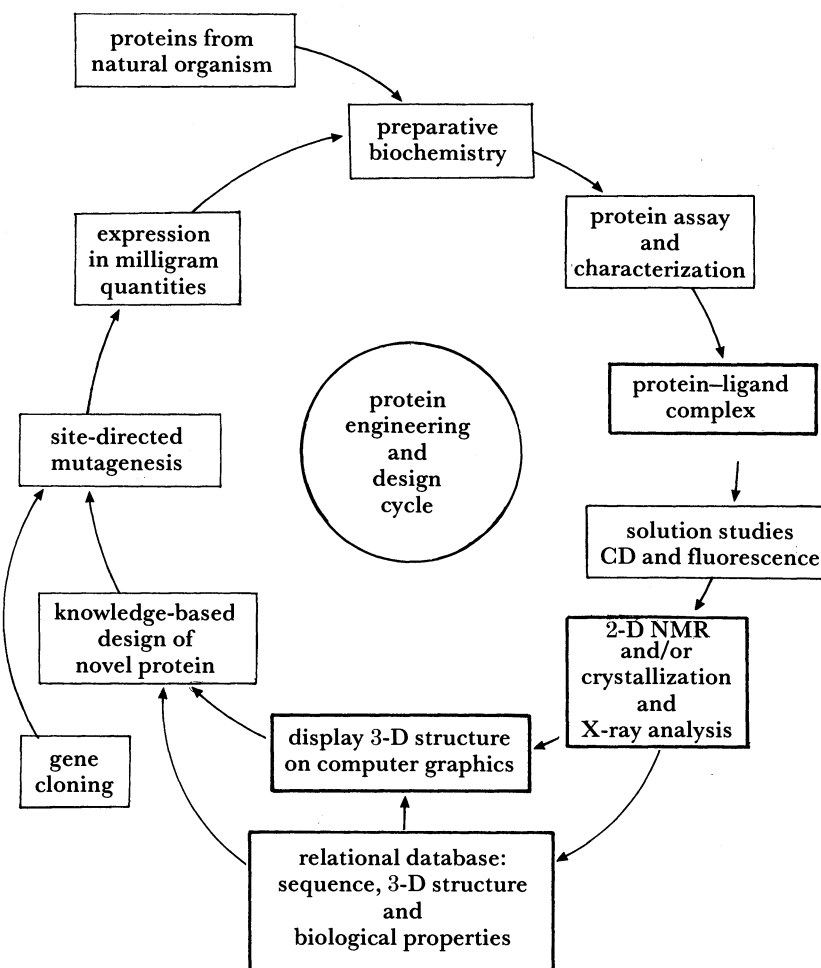 proteins from
natural organism
preparative
biochemistry
protein assay
and
characterization
expression
in milligram
quantities
protein–ligand
complex
protein
engineering
and
design
cycle
site-directed
mutagenesis
solution studies
CD and fluorescence
knowledge-based
design of
novel protein
2-D NMR
and/or
crystallization
and
X-ray analysis
display 3-D structure
on computer graphics
gene
cloning
relational database:
sequence, 3-D structure
and
biological properties